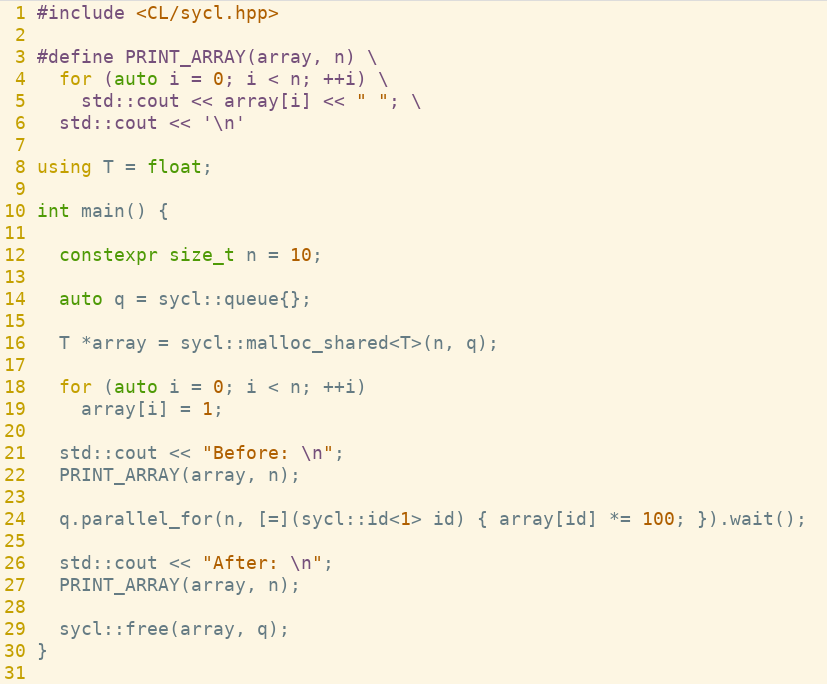 1 #include <CL/sycl.hpp>
2
3 #define PRINT_ARRAY(array, n) \
4   for (auto i = 0; i < n; ++i) \
5     std::cout << array[i] << " "; \
6   std::cout << '\n'
7
8 using T = float;
9
10 int main() {
11
12   constexpr size_t n = 10;
13
14   auto q = sycl::queue{};
15
16   T *array = sycl::malloc_shared<T>(n, q);
17
18   for (auto i = 0; i < n; ++i)
19     array[i] = 1;
20
21   std::cout << "Before: \n";
22   PRINT_ARRAY(array, n);
23
24   q.parallel_for(n, [=](sycl::id<1> id) { array[id] *= 100; }).wait();
25
26   std::cout << "After: \n";
27   PRINT_ARRAY(array, n);
28
29   sycl::free(array, q);
30 }
31